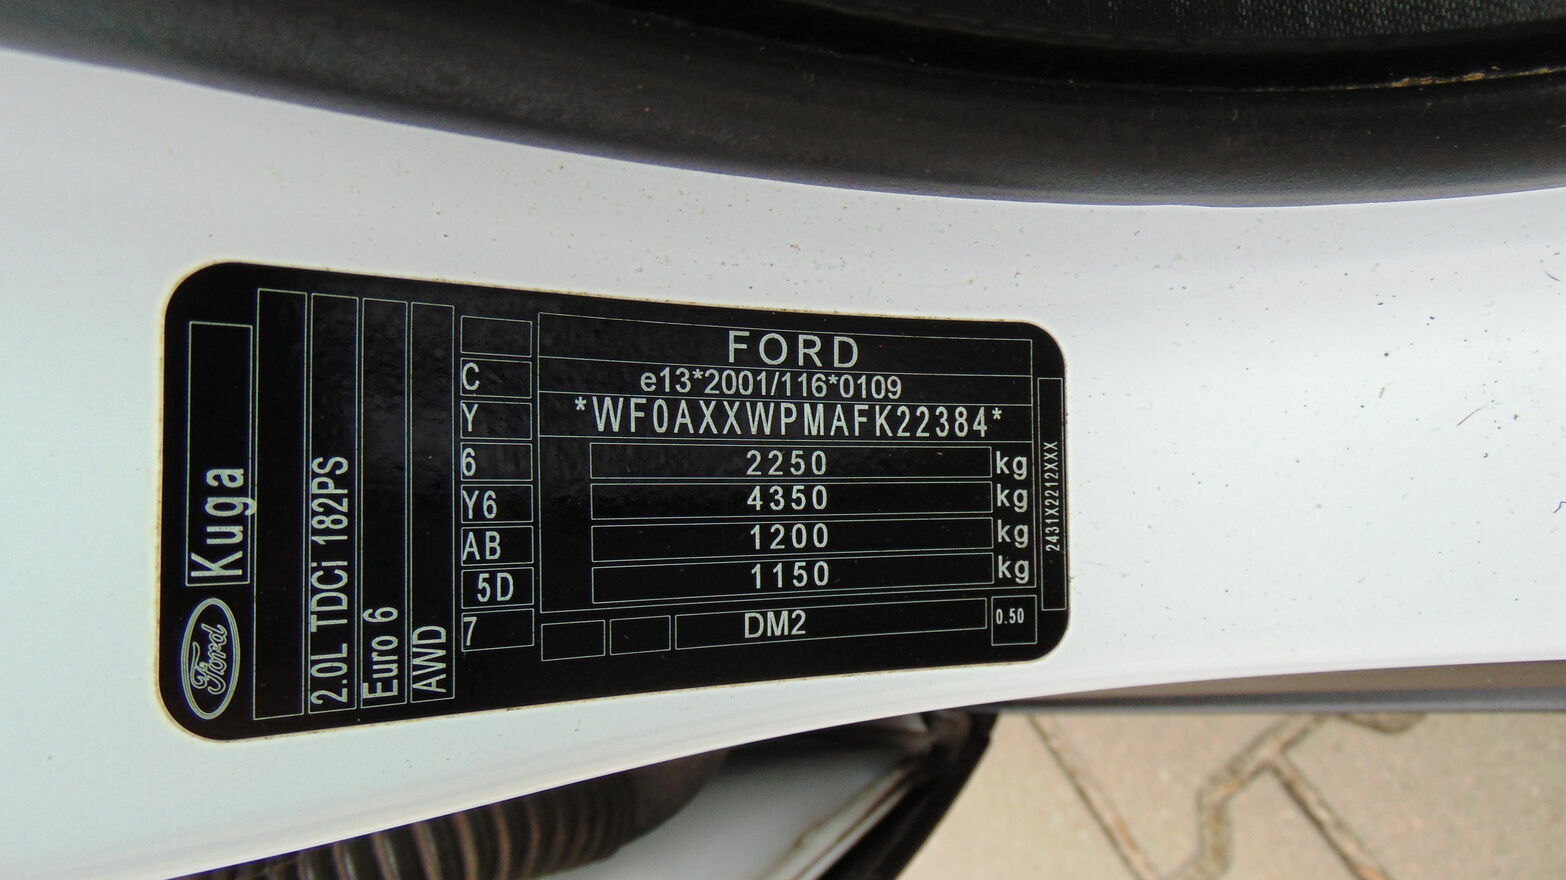 Ford
Kuga
2.0L TDCi 182PS
Euro 6
AWD
C
Y
6
Y6
AB
5D
7
FORD
e13*2001/116*0109
*WF0AXXWPMAFK22384*
2250 kg
4350 kg
1200 kg
1150 kg
DM2
0.50
2431X2212XXX